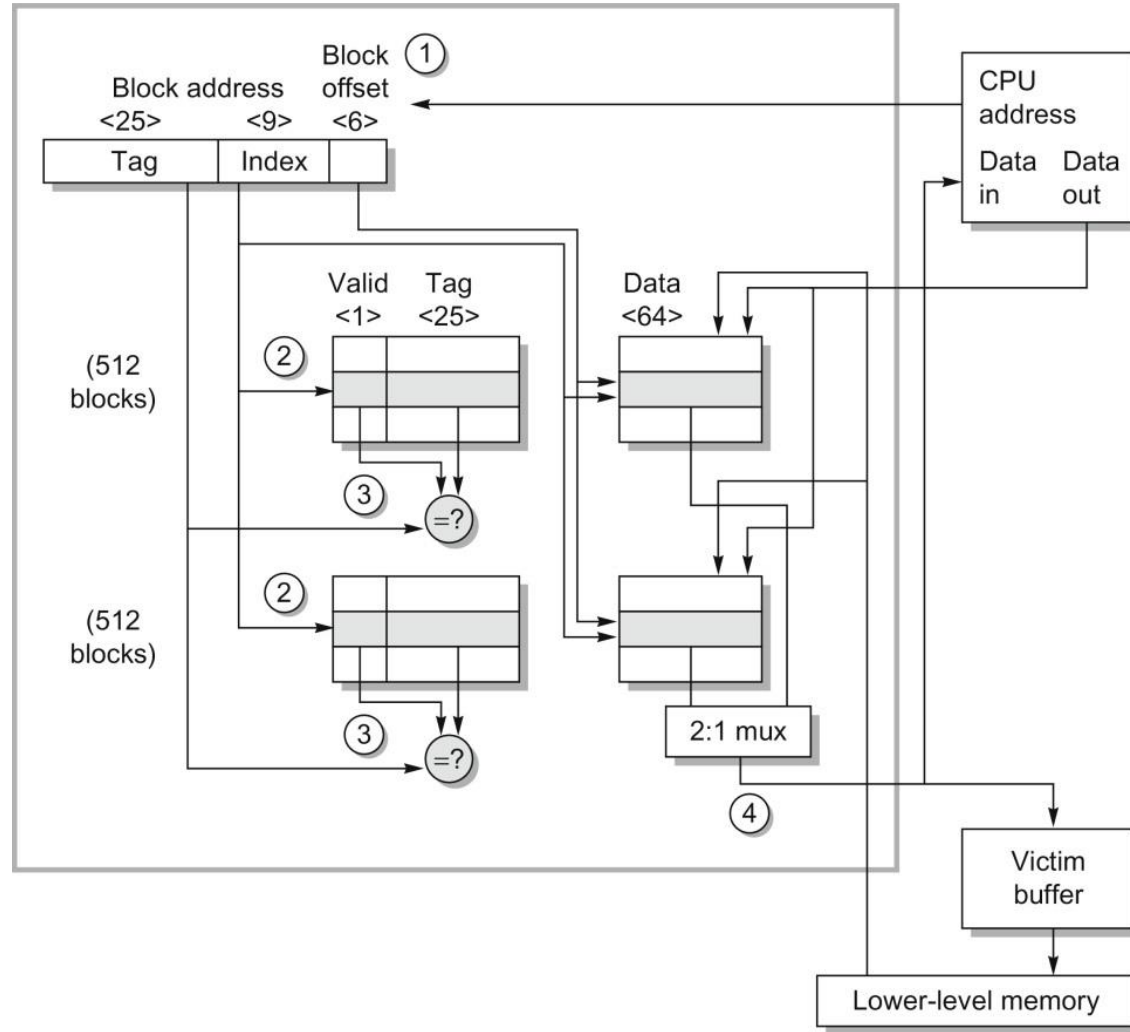 Block
offset
1
Block address
<25>
<9>
<6>
Tag
Index
CPU
address
Data
in
Data
out
Valid
<1>
Tag
<25>
Data
<64>
(512
blocks)
2
3
=?
(512
blocks)
2
3
=?
2:1 mux
4
Victim
buffer
Lower-level memory